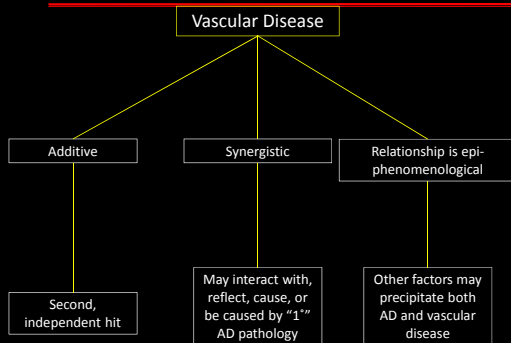 Vascular Disease
Additive
Synergistic
Relationship is epi-
phenomenological
Second,
independent hit
May interact with,
reflect, cause, or
be caused by “1˚”
AD pathology
Other factors may
precipitate both
AD and vascular
disease